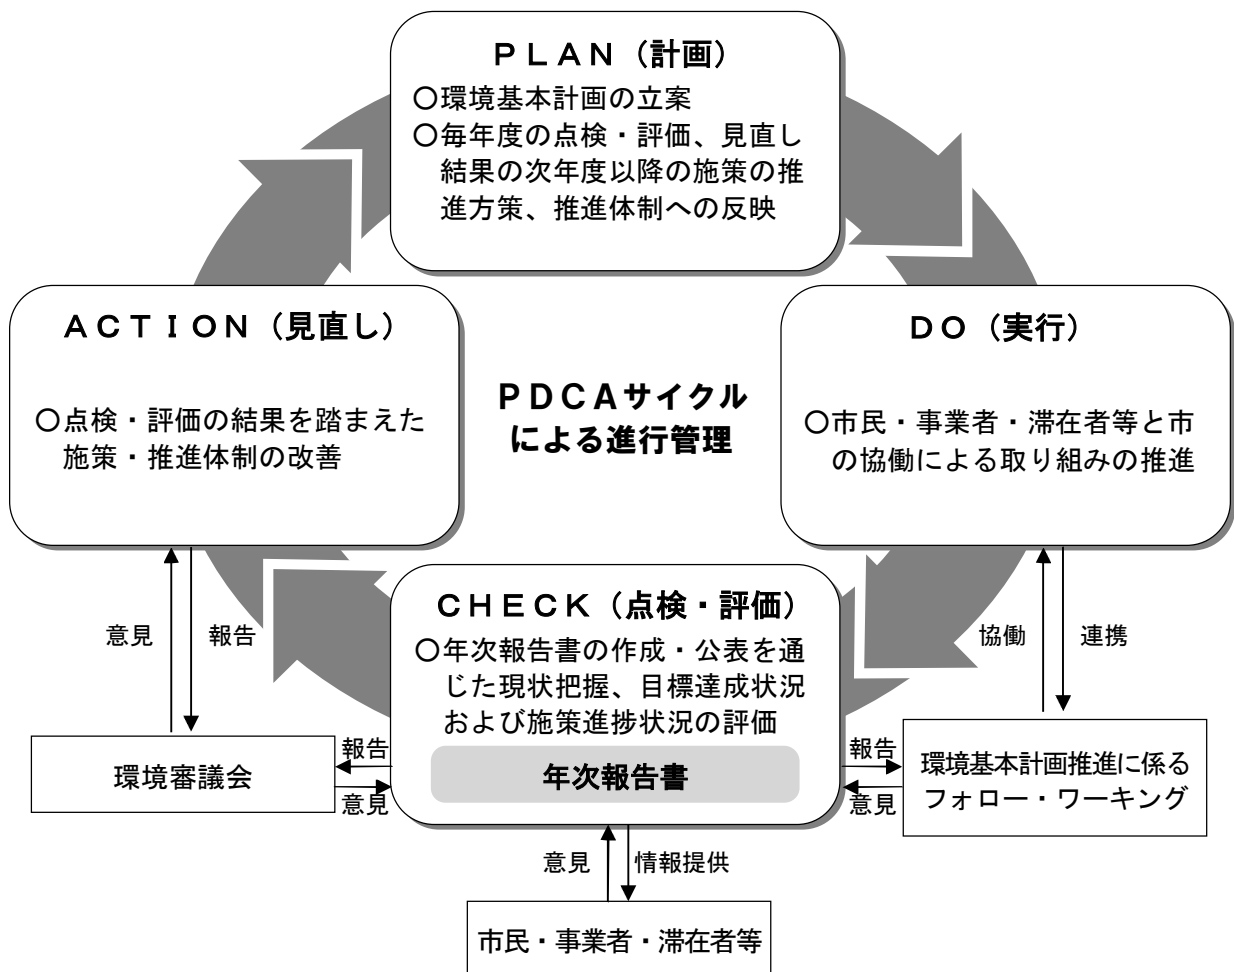 ＰＬＡＮ（計画）
〇環境基本計画の立案
〇毎年度の点検・評価、見直し
結果の次年度以降の施策の推
進方策、推進体制への反映
ＡＣＴＩＯＮ（見直し）
〇点検・評価の結果を踏まえた
施策・推進体制の改善
ＰＤＣＡサイクル
による進行管理
ＤＯ（実行）
〇市民・事業者・滞在者等と市
の協働による取り組みの推進
ＣＨＥＣＫ（点検・評価）
〇年次報告書の作成・公表を通
じた現状把握、目標達成状況
および施策進捗状況の評価
年次報告書
意見
報告
協働
連携
環境審議会
報告
意見
報告
意見
環境基本計画推進に係る
フォロー・ワーキング
意見
情報提供
市民・事業者・滞在者等